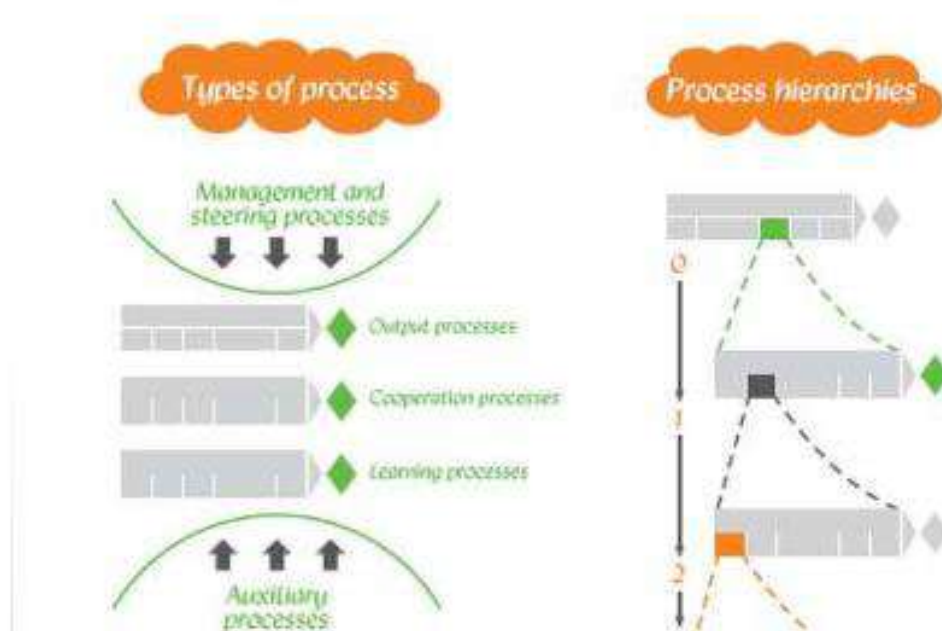 Types of process
Management and
steering processes
Output processes
Cooperation processes
Learning processes
Auxiliary
processes
Process hierarchies
0
1
2